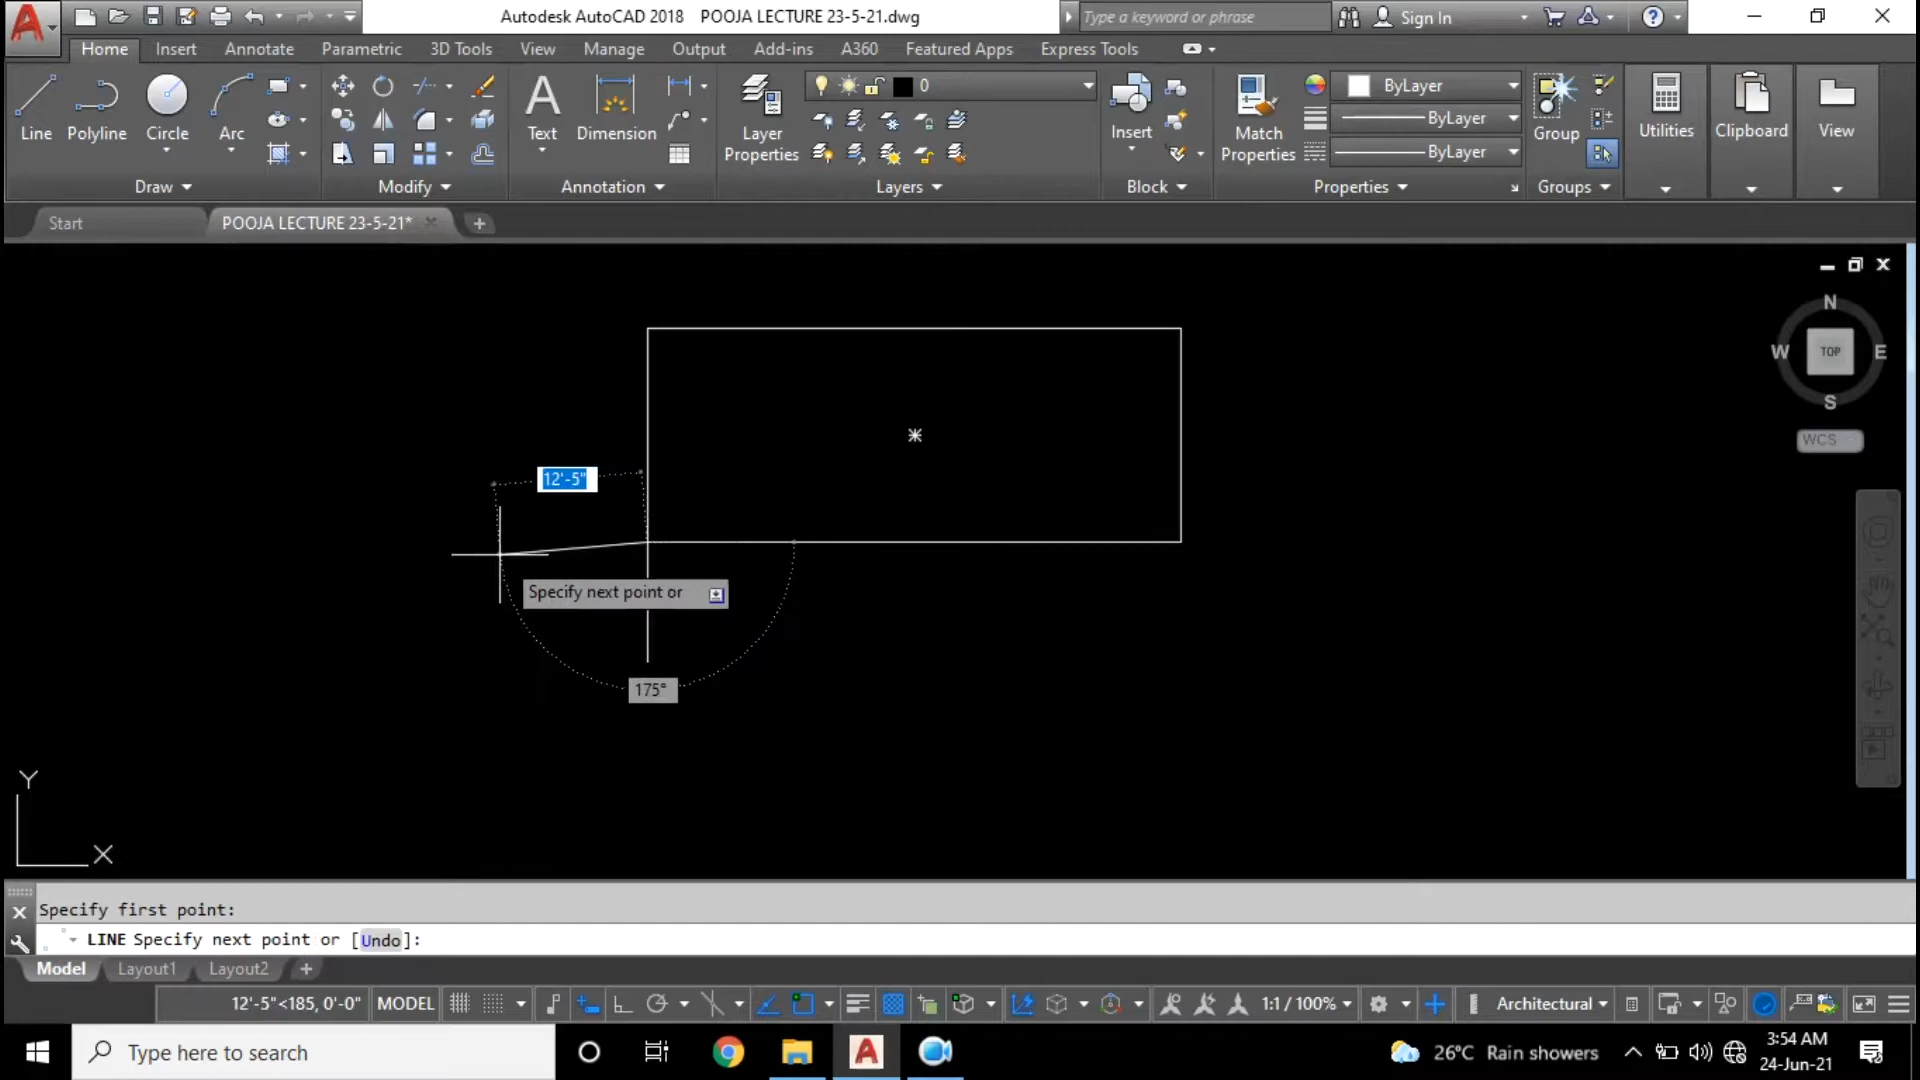 Autodesk AutoCAD 2018 POOJA LECTURE 23-5-21.dwg
Type a keyword or phrase
Sign In
Home Insert Annotate Parametric 3D Tools View Manage Output Add-ins A360 Featured Apps Express Tools
Line Polyline Circle Arc
Text Dimension
Layer Properties
0
Insert
Match Properties
ByLayer
ByLayer
ByLayer
Group
Utilities
Clipboard
View
Draw Modify Annotation Layers Block Properties Groups
Start
POOJA LECTURE 23-5-21*
N
W TOP E
S
WCS
12'-5"
Specify next point or
175°
Y
X
Specify first point:
LINE Specify next point or [Undo]:
Model Layout1 Layout2
12'-5"<185, 0'-0" MODEL
1:1 / 100%
Architectural
Type here to search
26°C Rain showers
3:54 AM
24-Jun-21